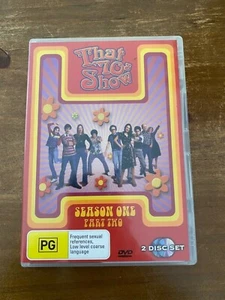 That
'70s
Show
SEASON ONE
PART TWO
PG
Frequent sexual
references,
Low level coarse
language
DVD
2 DISC SET